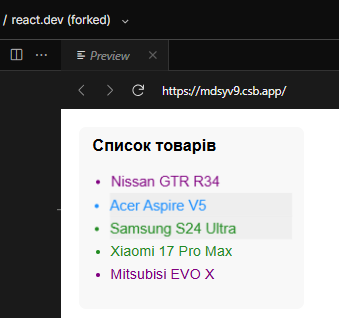 / react.dev (forked)
Preview
https://mdsyv9.csb.app/
Список товарів
Nissan GTR R34
Acer Aspire V5
Samsung S24 Ultra
Xiaomi 17 Pro Max
Mitsubisi EVO X